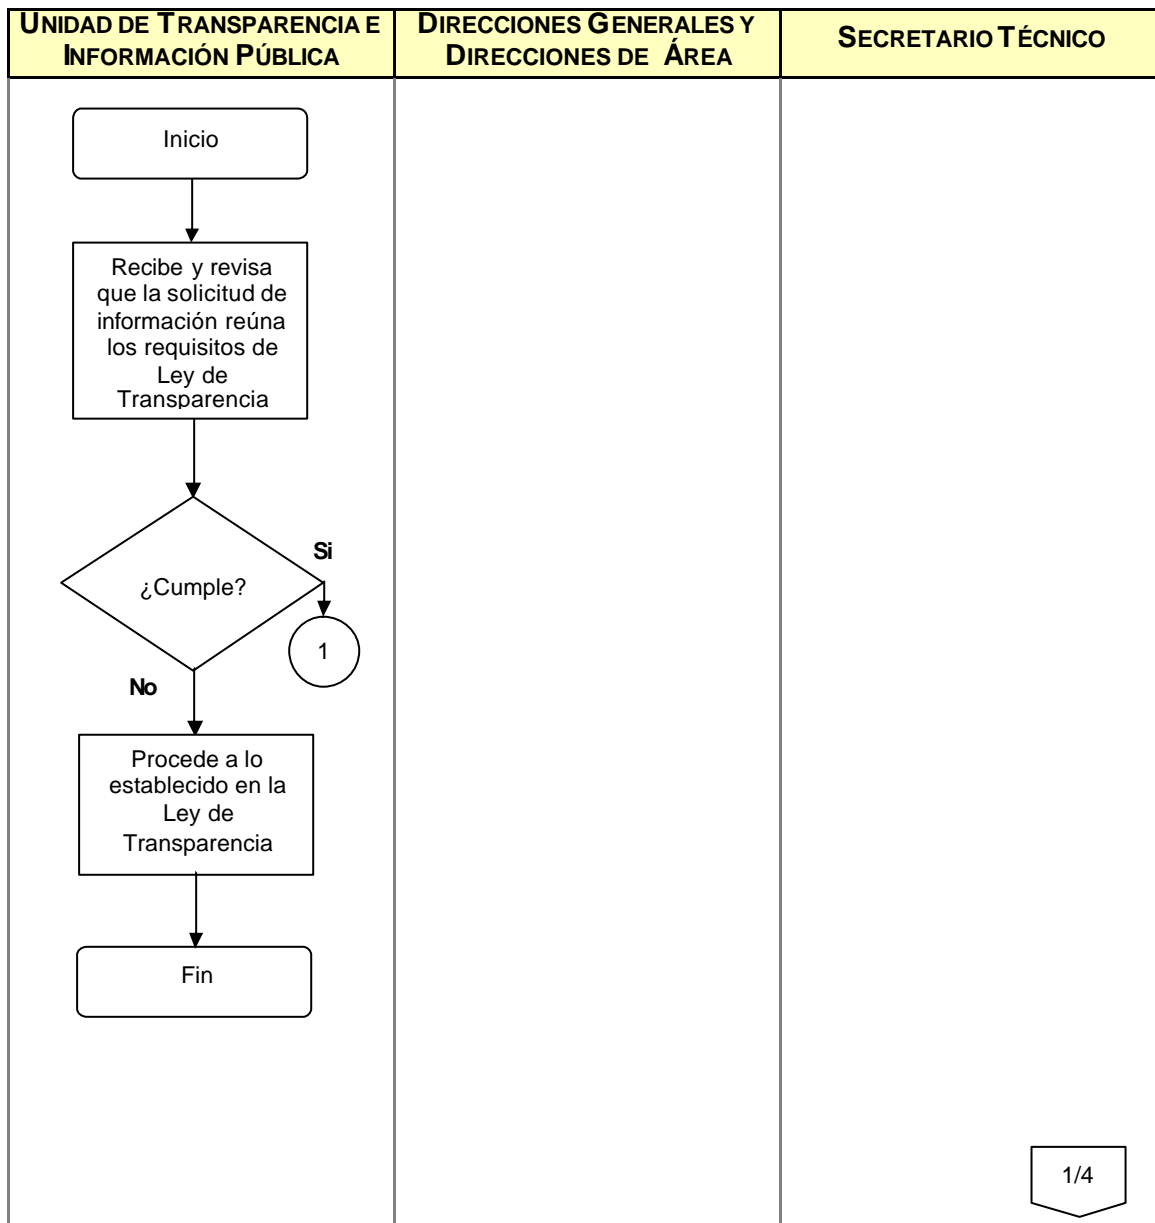 UNIDAD DE TRANSPARENCIA E
INFORMACIÓN PÚBLICA
DIRECCIONES GENERALES Y
DIRECCIONES DE ÁREA
SECRETARIO TÉCNICO
Inicio
Recibe y revisa
que la solicitud de
información reúna
los requisitos de
Ley de
Transparencia
¿Cumple?
Si
1
No
Procede a lo
establecido en la
Ley de
Transparencia
Fin
1/4